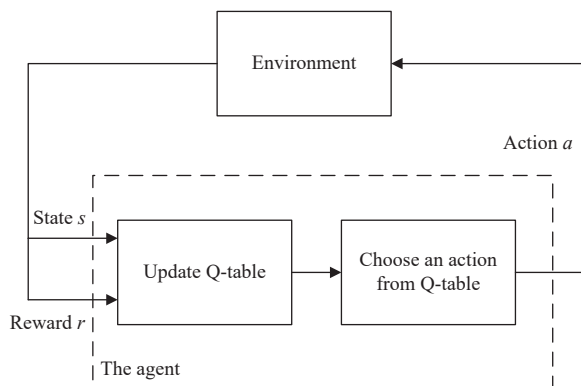 Environment
Action a
State s
Update Q-table
Choose an action
from Q-table
Reward r
The agent